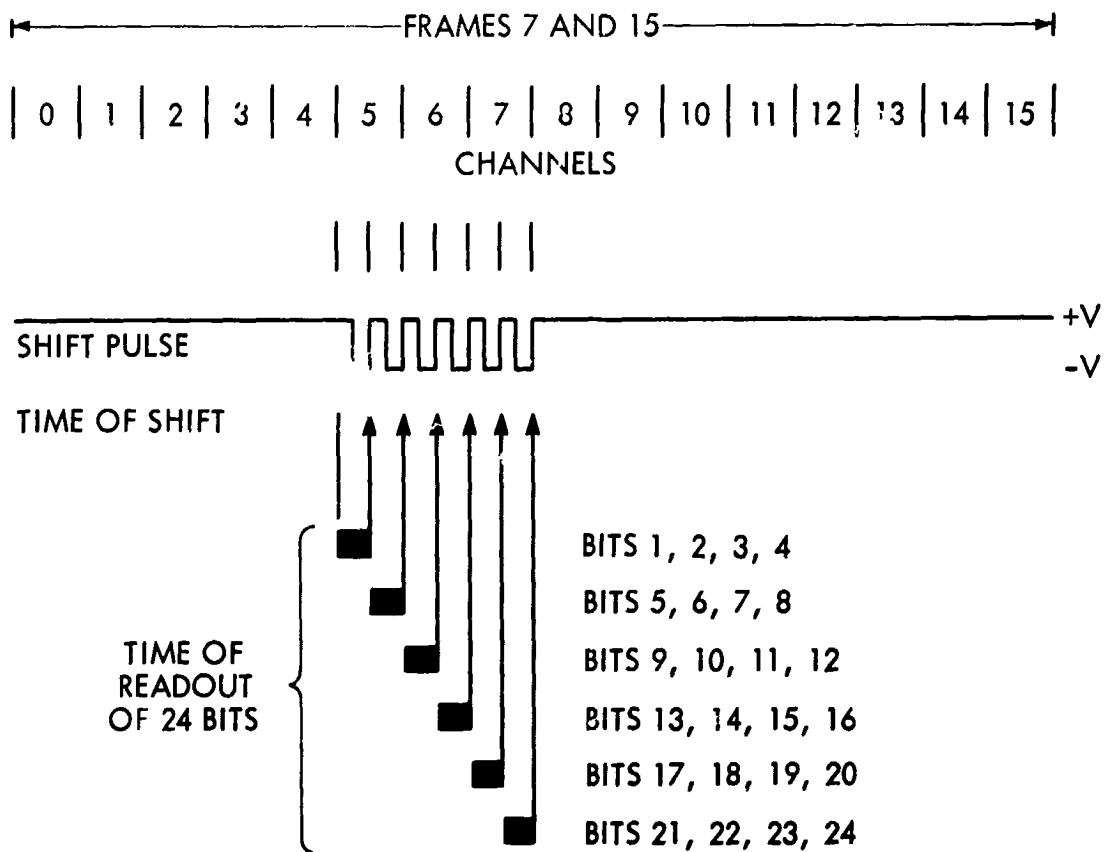 FRAMES 7 AND 15
0 1 2 3 4 5 6 7 8 9 10 11 12 13 14 15
CHANNELS
+V
SHIFT PULSE
-V
TIME OF SHIFT
BITS 1, 2, 3, 4
BITS 5, 6, 7, 8
TIME OF
READOUT
OF 24 BITS
BITS 9, 10, 11, 12
BITS 13, 14, 15, 16
BITS 17, 18, 19, 20
BITS 21, 22, 23, 24